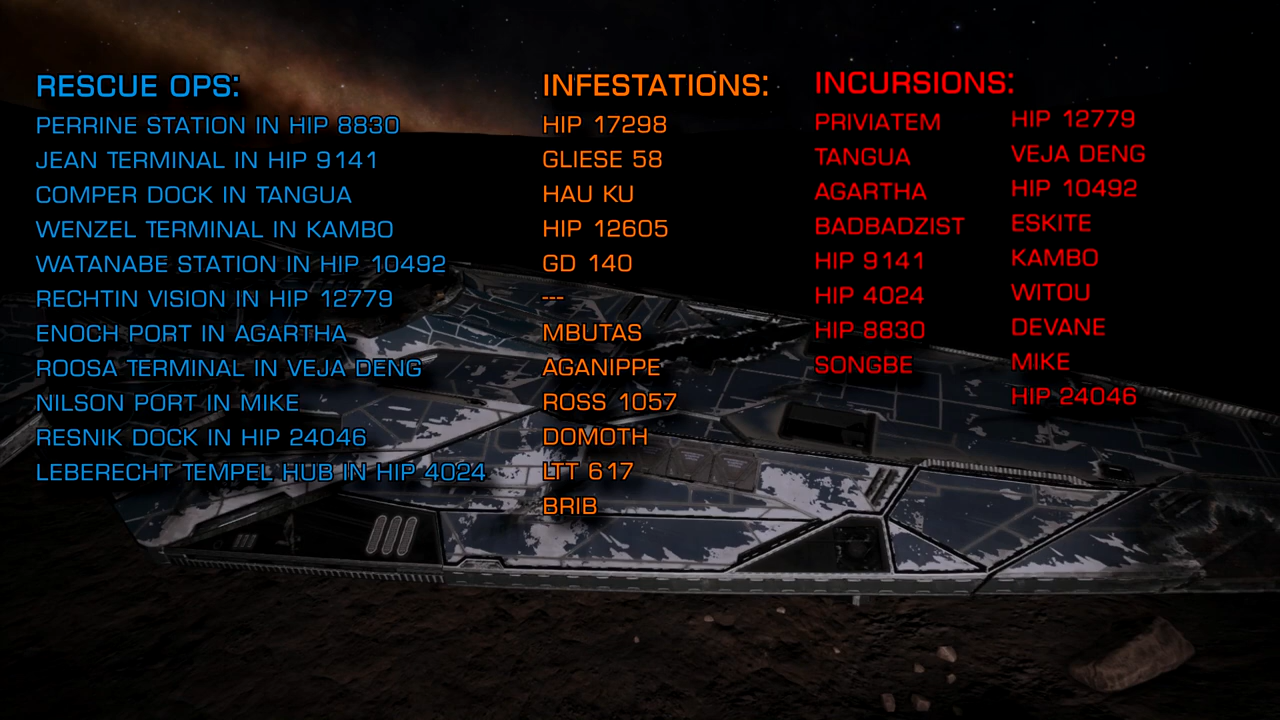 RESCUE OPS:
PERRINE STATION IN HIP 8830
JEAN TERMINAL IN HIP 9141
COMPER DOCK IN TANGUA
WENZEL TERMINAL IN KAMBO
WATANABE STATION IN HIP 10492
RECHTIN VISION IN HIP 12779
ENOCH PORT IN AGARTHA
ROOSA TERMINAL IN VEJA DENG
NILSON PORT IN MIKE
RESNIK DOCK IN HIP 24046
LEBERECHT TEMPEL HUB IN HIP 4024
INFESTATIONS:
HIP 17298
GLIESE 58
HAU KU
HIP 12605
GD 140
---
MBUTAS
AGANIPPE
ROSS 1057
DOMOTH
LTT 617
BRIB
INCURSIONS:
PRIVIATEM
TANGUA
AGARTHA
BADBADZIST
HIP 9141
HIP 4024
HIP 8830
SONGBE
HIP 12779
VEJA DENG
HIP 10492
ESKITE
KAMBO
WITOU
DEVANE
MIKE
HIP 24046